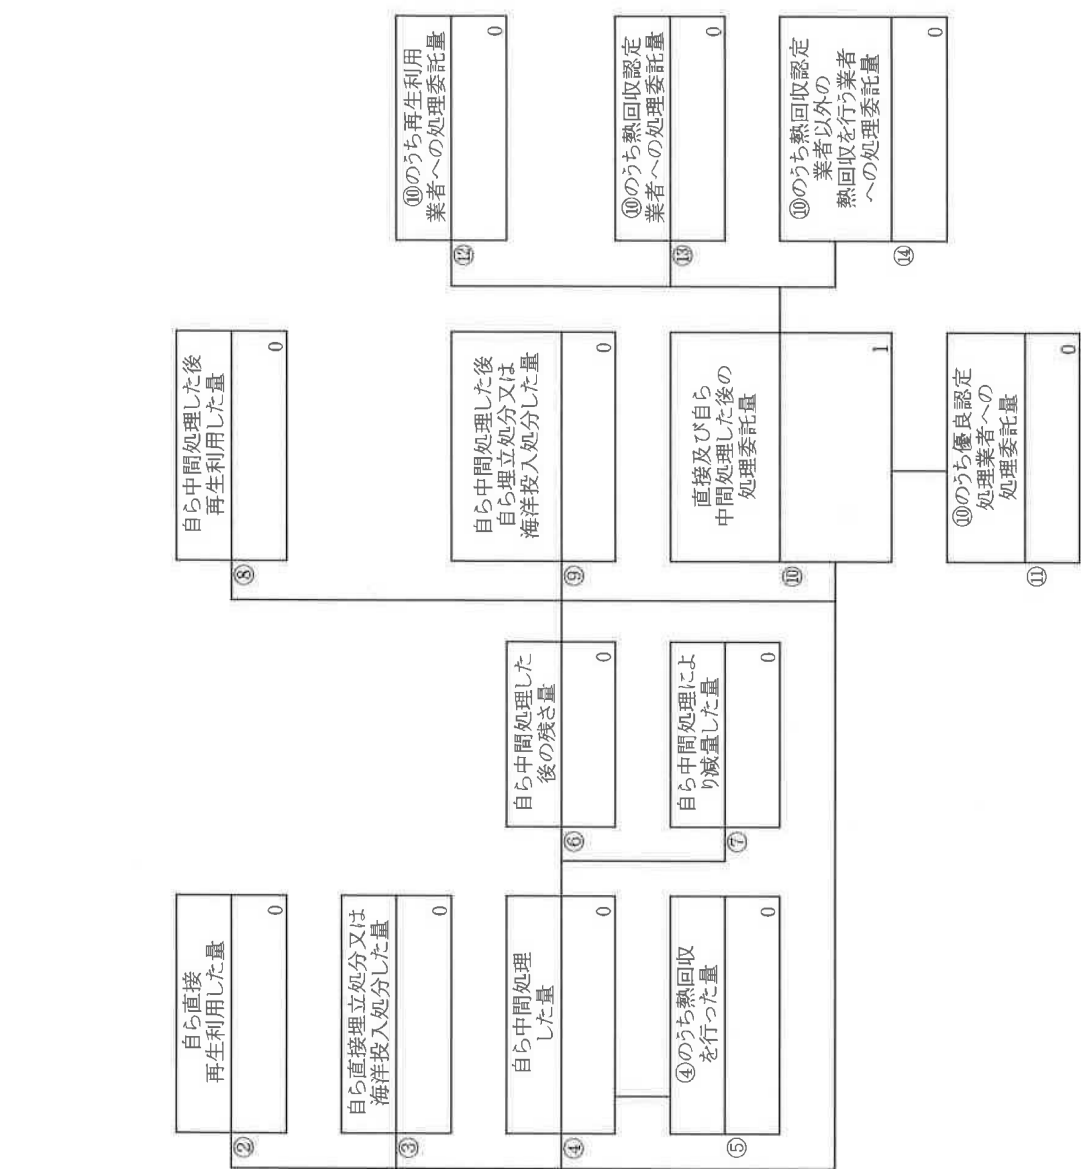 ②
自ら直接
再生利用した量
0
③
自ら直接埋立処分又は
海洋投入処分した量
0
④
自ら中間処理
した量
0
⑤
④のうち熱回収
を行った量
0
⑥
自ら中間処理した
後の残さ量
0
⑦
自ら中間処理によ
り減量した量
0
⑧
自ら中間処理した後
再生利用した量
0
⑨
自ら中間処理した後
自ら埋立処分又は
海洋投入処分した量
0
⑩
直接及び自ら
中間処理した後の
処理委託量
1
⑪
⑩のうち優良認定
処理業者への
処理委託量
0
⑫
⑩のうち再生利用
業者への処理委託量
0
⑬
⑩のうち熱回収認定
業者への処理委託量
0
⑭
⑩のうち熱回収認定
業者以外の
熱回収を行う業者
への処理委託量
0